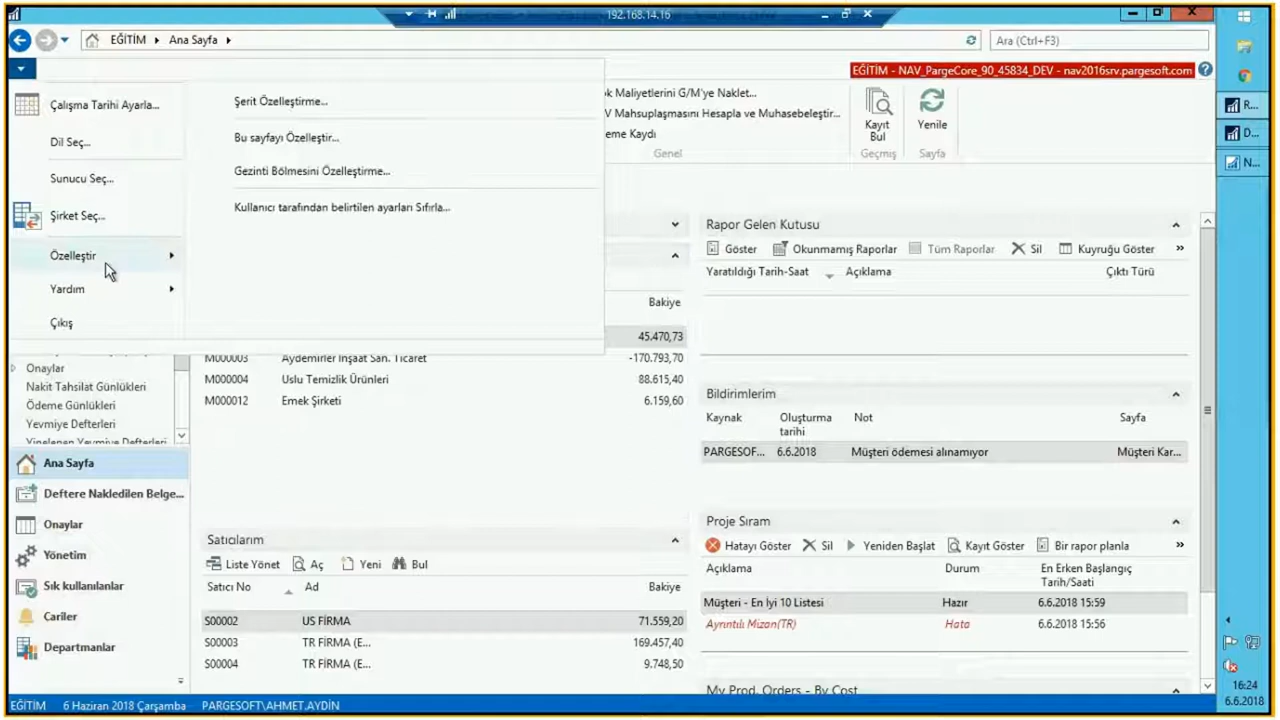 192.168.14.16
EĞİTİM
Ana Sayfa
Ara (Ctrl+F3)
EĞİTİM - NAV_PargeCore_90_45834_DEV - nav2016srv.pargesoft.com
Çalışma Tarihi Ayarla...
Dil Seç...
Sunucu Seç...
Şirket Seç...
Özelleştir
Yardım
Çıkış
Şerit Özelleştirme...
Bu sayfayı Özelleştir...
Gezinti Bölmesini Özelleştirme...
Kullanıcı tarafından belirtilen ayarları Sıfırla...
k Maliyetlerini G/M'ye Naklet...
V Mahsuplaşmasını Hesapla ve Muhasebeleştir...
eme Kaydı
Genel
Kayıt
Bul
Geçmiş
Yenile
Sayfa
R...
D...
N...
Bakiye
45.470,73
M000003 Aydemirler İnşaat San. Ticaret -170.793,70
M000004 Uslu Temizlik Ürünleri 88.615,40
M000012 Emek Şirketi 6.159,60
Onaylar
Nakit Tahsilat Günlükleri
Ödeme Günlükleri
Yevmiye Defterleri
Yinelenen Yevmiye Defterleri
Ana Sayfa
Deftere Nakledilen Belge...
Onaylar
Yönetim
Sık kullanılanlar
Cariler
Departmanlar
Satıcılarım
Liste Yönet Aç Yeni Bul
Satıcı No Ad Bakiye
S00002 US FİRMA 71.559,20
S00003 TR FİRMA (E... 169.457,40
S00004 TR FİRMA (E... 9.748,50
Rapor Gelen Kutusu
Göster Okunmamış Raporlar Tüm Raporlar Sil Kuyruğu Göster »
Yaratıldığı Tarih-Saat Açıklama Çıktı Türü
Bildirimlerim
Kaynak Oluşturma Not Sayfa
tarihi
PARGESOF... 6.6.2018 Müşteri ödemesi alınamıyor Müşteri Kar...
Proje Sıram
Hatayı Göster Sil Yeniden Başlat Kayıt Göster Bir rapor planla »
Açıklama Durum En Erken Başlangıç
Tarihi/Saati
Müşteri - En İyi 10 Listesi Hazır 6.6.2018 15:59
Ayrıntılı Mizan(TR) Hata 6.6.2018 15:56
My Prod. Orders - By Cost
EĞİTİM 6 Haziran 2018 Çarşamba PARGESOFT\AHMET.AYDIN
16:24
6.6.2018